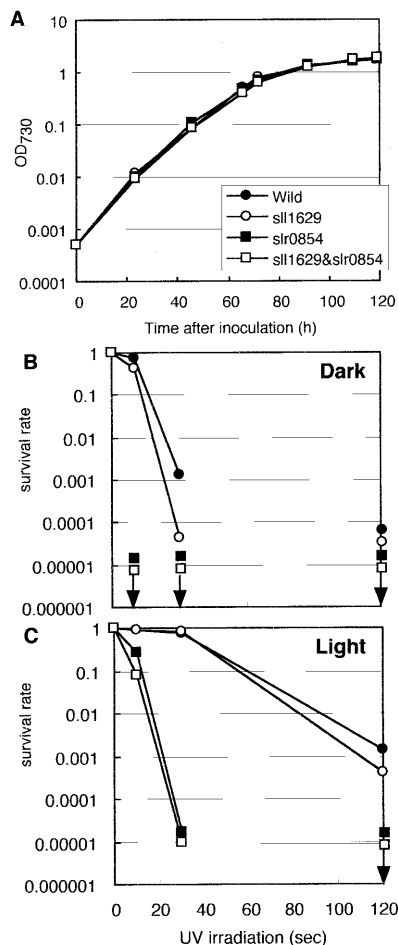 A
10
1
0.1
0.01
0.001
0.0001
OD730
Wild
sll1629
slr0854
sll1629&slr0854
0 20 40 60 80 100 120
Time after inoculation (h)
B
Dark
1
0.1
0.01
0.001
0.0001
0.00001
0.000001
survival rate
C
Light
1
0.1
0.01
0.001
0.0001
0.00001
0.000001
survival rate
0 20 40 60 80 100 120
UV irradiation (sec)